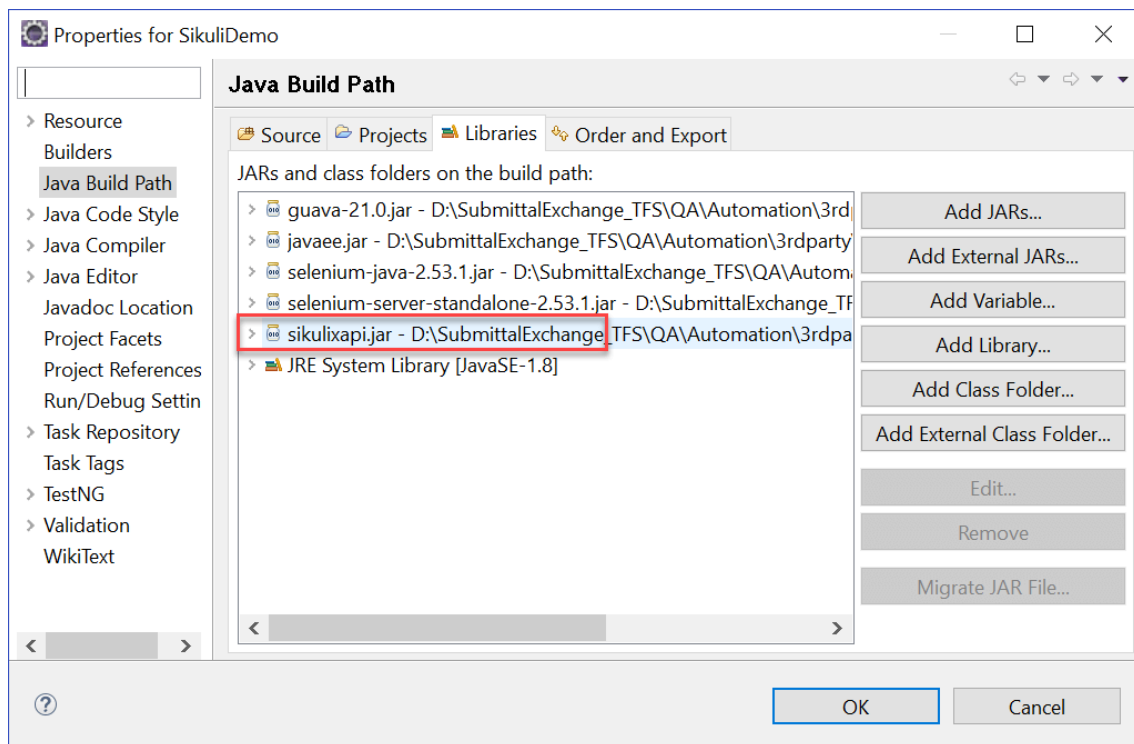 Properties for SikuliDemo
Java Build Path
Resource
Builders
Java Build Path
Java Code Style
Java Compiler
Java Editor
Javadoc Location
Project Facets
Project References
Run/Debug Settin
Task Repository
Task Tags
TestNG
Validation
WikiText
Source Projects Libraries Order and Export
JARs and class folders on the build path:
guava-21.0.jar - D:\SubmittalExchange_TFS\QA\Automation\3rd
javaee.jar - D:\SubmittalExchange_TFS\QA\Automation\3rdparty
selenium-java-2.53.1.jar - D:\SubmittalExchange_TFS\QA\Autom
selenium-server-standalone-2.53.1.jar - D:\SubmittalExchange_TF
sikulixapi.jar - D:\SubmittalExchange_TFS\QA\Automation\3rdpa
JRE System Library [JavaSE-1.8]
Add JARs...
Add External JARs...
Add Variable...
Add Library...
Add Class Folder...
Add External Class Folder...
Edit...
Remove
Migrate JAR File...
OK
Cancel